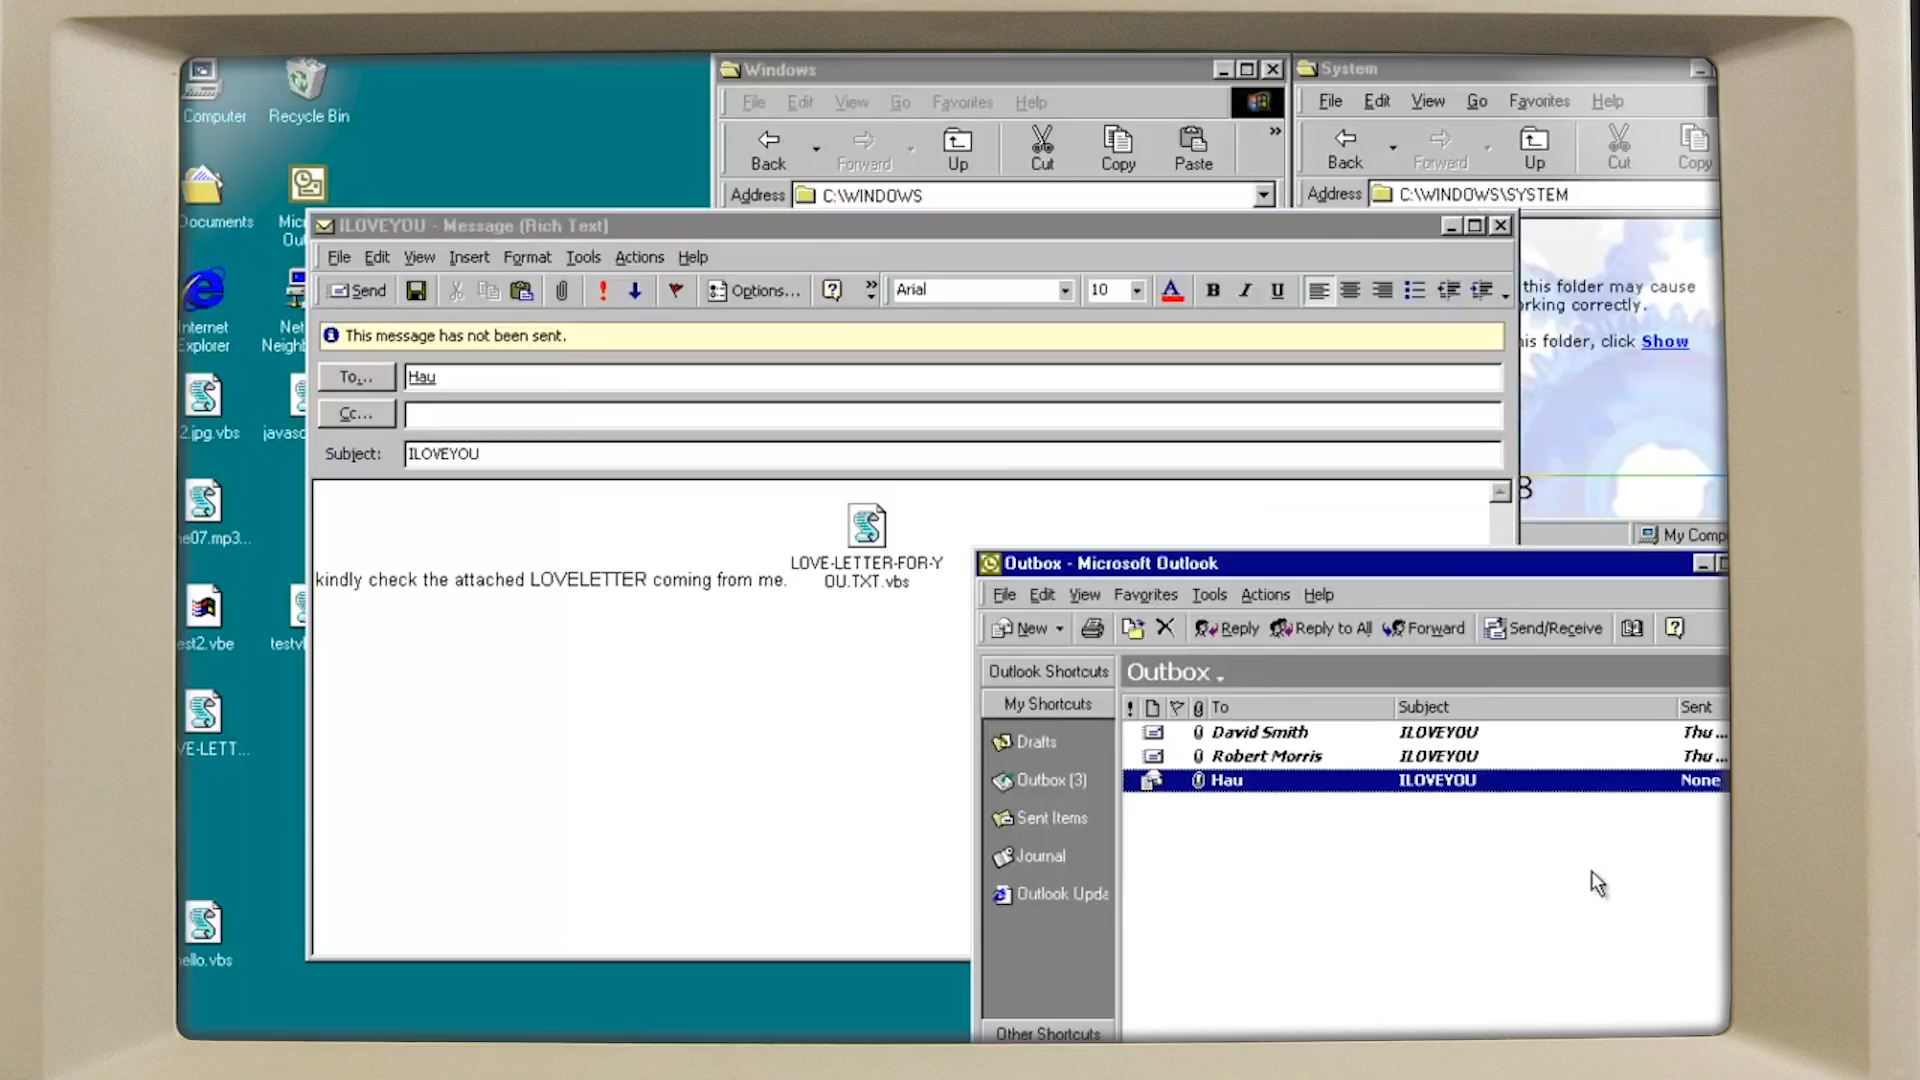 Computer
Recycle Bin
Documents
Internet
Explorer
2.jpg.vbs
javasc
e07.mp3...
est2.vbe
testvl
VE-LETT...
ello.vbs
Windows
File Edit View Go Favorites Help
Back Forward Up Cut Copy Paste
Address C:\WINDOWS
System
File Edit View Go Favorites Help
Back Forward Up Cut Copy
Address C:\WINDOWS\SYSTEM
this folder may cause
rking correctly.
is folder, click Show
8
My Comp
ILOVEYOU - Message (Rich Text)
File Edit View Insert Format Tools Actions Help
Send Options... Arial 10 A B I U
This message has not been sent.
To... Hau
Cc...
Subject: ILOVEYOU
kindly check the attached LOVELETTER coming from me.
LOVE-LETTER-FOR-Y
OU.TXT.vbs
Outbox - Microsoft Outlook
File Edit View Favorites Tools Actions Help
New Reply Reply to All Forward Send/Receive
Outlook Shortcuts
My Shortcuts
Drafts
Outbox (3)
Sent Items
Journal
Outlook Upda
Other Shortcuts
Outbox
! To Subject Sent
David Smith ILOVEYOU Thu ...
Robert Morris ILOVEYOU Thu ...
Hau ILOVEYOU None